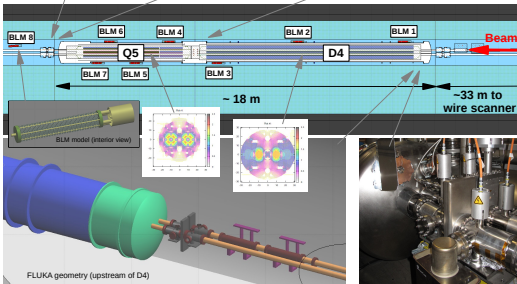 BLM 8
BLM 6
BLM 4
BLM 2
BLM 1
Q5
D4
Beam
BLM 7
BLM 5
BLM 3
~ 18 m
~33 m to
wire scanner
BLM model (interior view)
FLUKA geometry (upstream of D4)